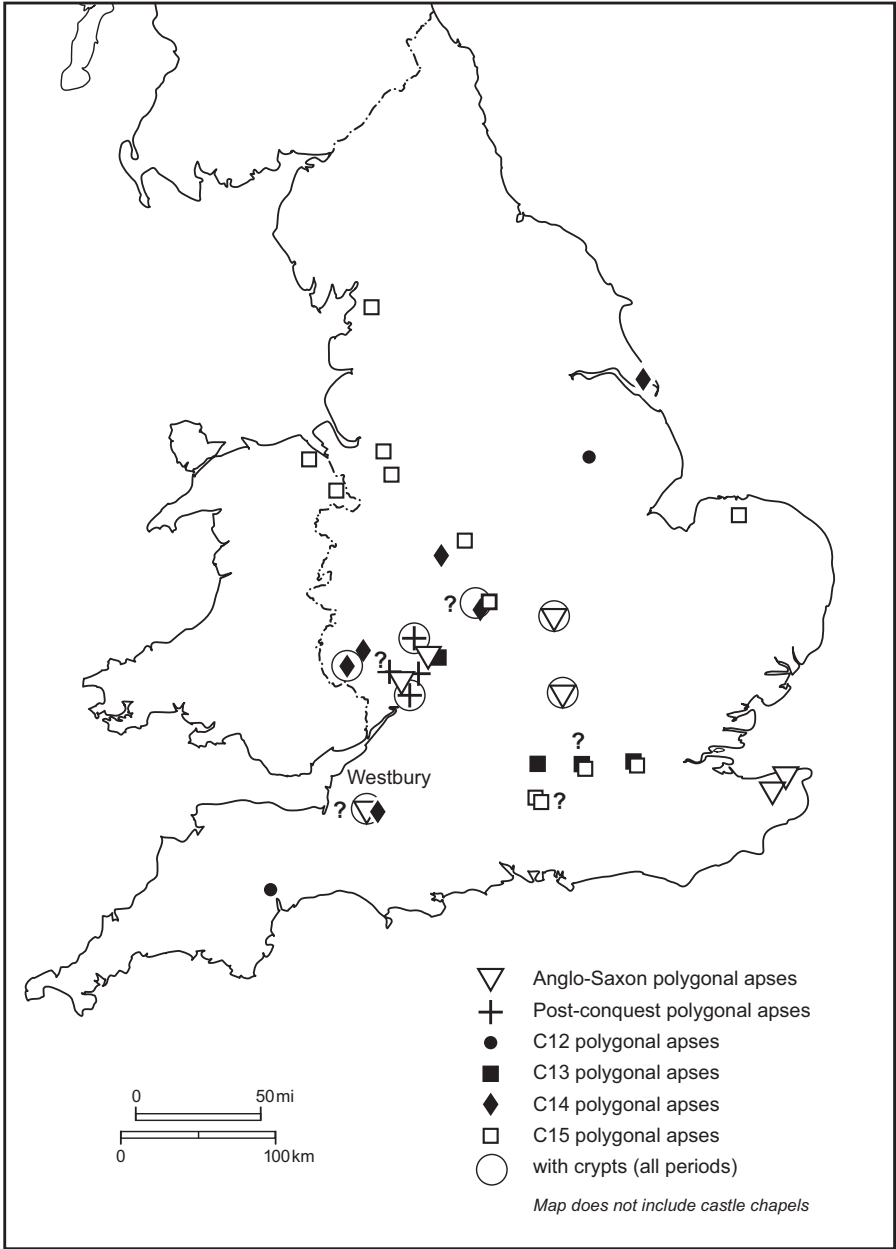 ?
?
?
Westbury
?
?
Anglo-Saxon polygonal apses
Post-conquest polygonal apses
C12 polygonal apses
C13 polygonal apses
C14 polygonal apses
C15 polygonal apses
with crypts (all periods)
Map does not include castle chapels
0 50 mi
0 100 km